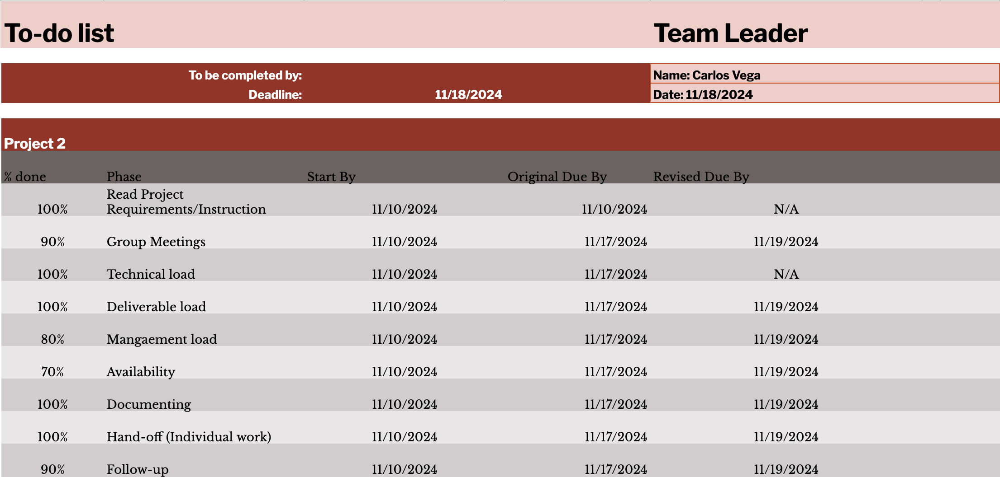 To-do list Team Leader
To be completed by: Name: Carlos Vega
Deadline: 11/18/2024 Date: 11/18/2024
Project 2
% done Phase Start By Original Due By Revised Due By
Read Project
100% Requirements/Instruction 11/10/2024 11/10/2024 N/A
90% Group Meetings 11/10/2024 11/17/2024 11/19/2024
100% Technical load 11/10/2024 11/17/2024 N/A
100% Deliverable load 11/10/2024 11/17/2024 11/19/2024
80% Mangaement load 11/10/2024 11/17/2024 11/19/2024
70% Availability 11/10/2024 11/17/2024 11/19/2024
100% Documenting 11/10/2024 11/17/2024 11/19/2024
100% Hand-off (Individual work) 11/10/2024 11/17/2024 11/19/2024
90% Follow-up 11/10/2024 11/17/2024 11/19/2024